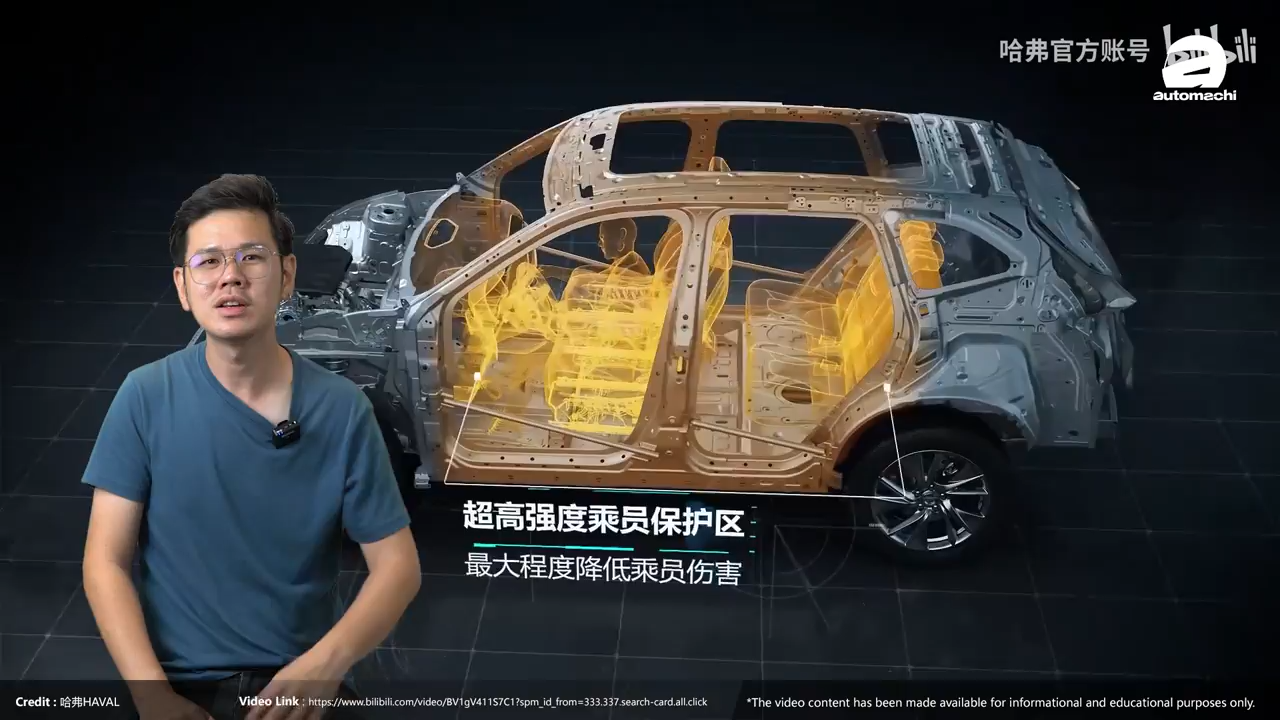 哈弗官方账号 bilibili
automachi
超高强度乘员保护区
最大程度降低乘员伤害
Credit : 哈弗HAVAL
Video Link : https://www.bilibili.com/video/BV1gV411S7C1?spm_id_from=333.337.search-card.all.click
*The video content has been made available for informational and educational purposes only.